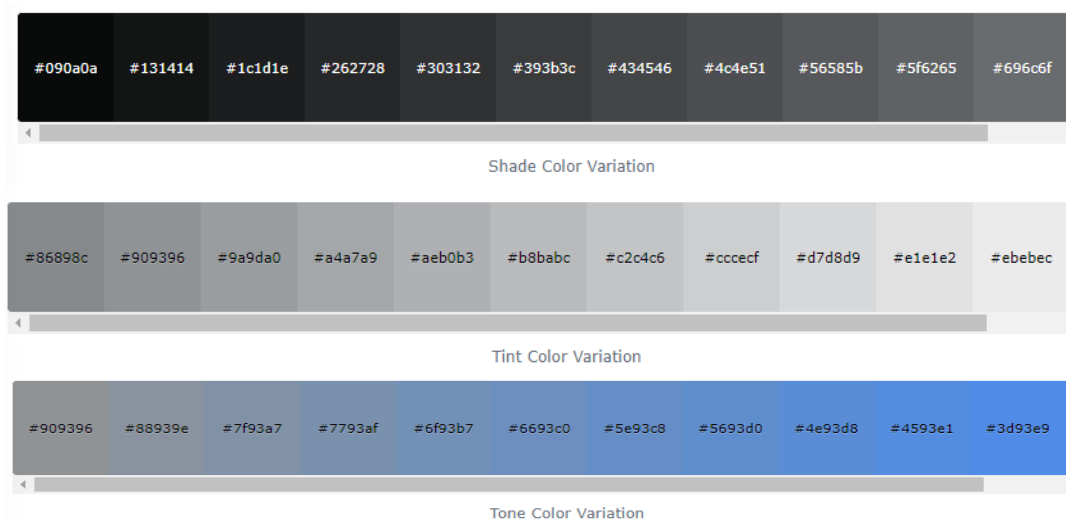 #090a0a #131414 #1c1d1e #262728 #303132 #393b3c #434546 #4c4e51 #56585b #5f6265 #696c6f
Shade Color Variation
#86898c #909396 #9a9da0 #a4a7a9 #aeb0b3 #b8babc #c2c4c6 #cccecf #d7d8d9 #e1e1e2 #ebebec
Tint Color Variation
#909396 #88939e #7f93a7 #7793af #6f93b7 #6693c0 #5e93c8 #5693d0 #4e93d8 #4593e1 #3d93e9
Tone Color Variation